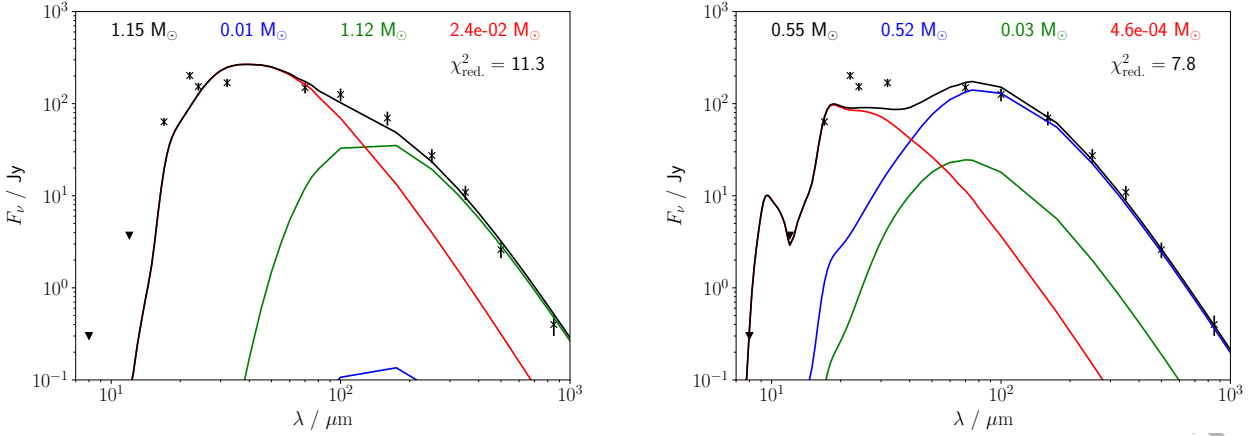 1.15 M⊙ 0.01 M⊙ 1.12 M⊙ 2.4e-02 M⊙
χ²red. = 11.3
10³
10²
10¹
10⁰
10⁻¹
Fν / Jy
10¹ 10² 10³
λ / μm
0.55 M⊙ 0.52 M⊙ 0.03 M⊙ 4.6e-04 M⊙
χ²red. = 7.8
10³
10²
10¹
10⁰
10⁻¹
Fν / Jy
10¹ 10² 10³
λ / μm